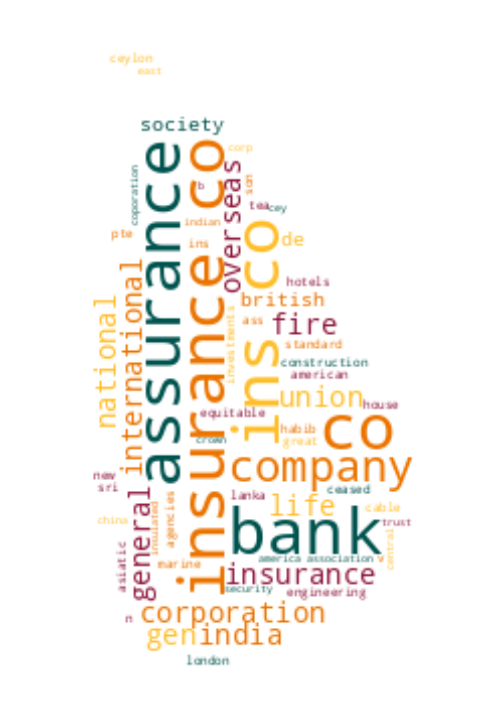 ceylon
east
society
corp
assurance
insurance co
coporation
b
overseas
son
tea
cey
indian
pte
ins
ins co
de
hotels
international
national
british
ass
fire
investments
standard
construction
american
union
house
equitable
co
crown
habib
great
company
new
sri
general
lanka
ceased
life
cable
china
insulated
agencies
bank
trust
central
asiatic
america
association
w
marine
insurance
security
engineering
n
corporation
gen
india
london